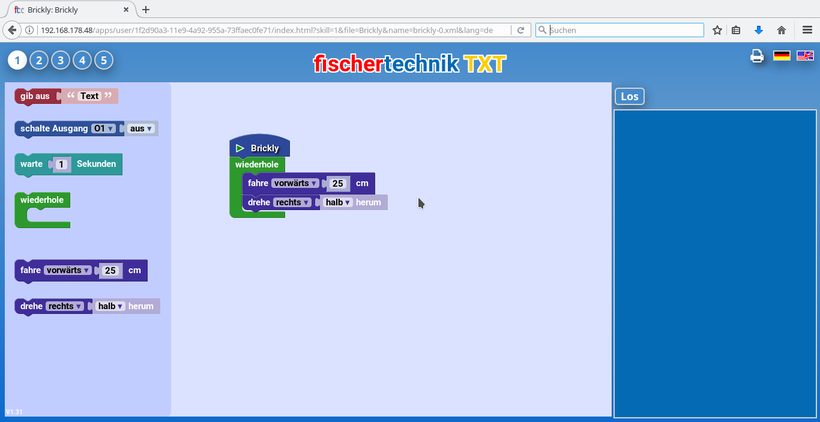 Brickly: Brickly
192.168.178.48/apps/user/1f2d90a3-11e9-4a92-955a-73ffaec0fe71/index.html?skill=1&file=Brickly&name=brickly-0.xml&lang=de
Suchen
1 2 3 4 5
fischertechnik TXT
gib aus “ Text ”
schalte Ausgang O1 aus
warte 1 Sekunden
wiederhole
fahre vorwärts 25 cm
drehe rechts halb herum
V1.31
Brickly
wiederhole
fahre vorwärts 25 cm
drehe rechts halb herum
Los